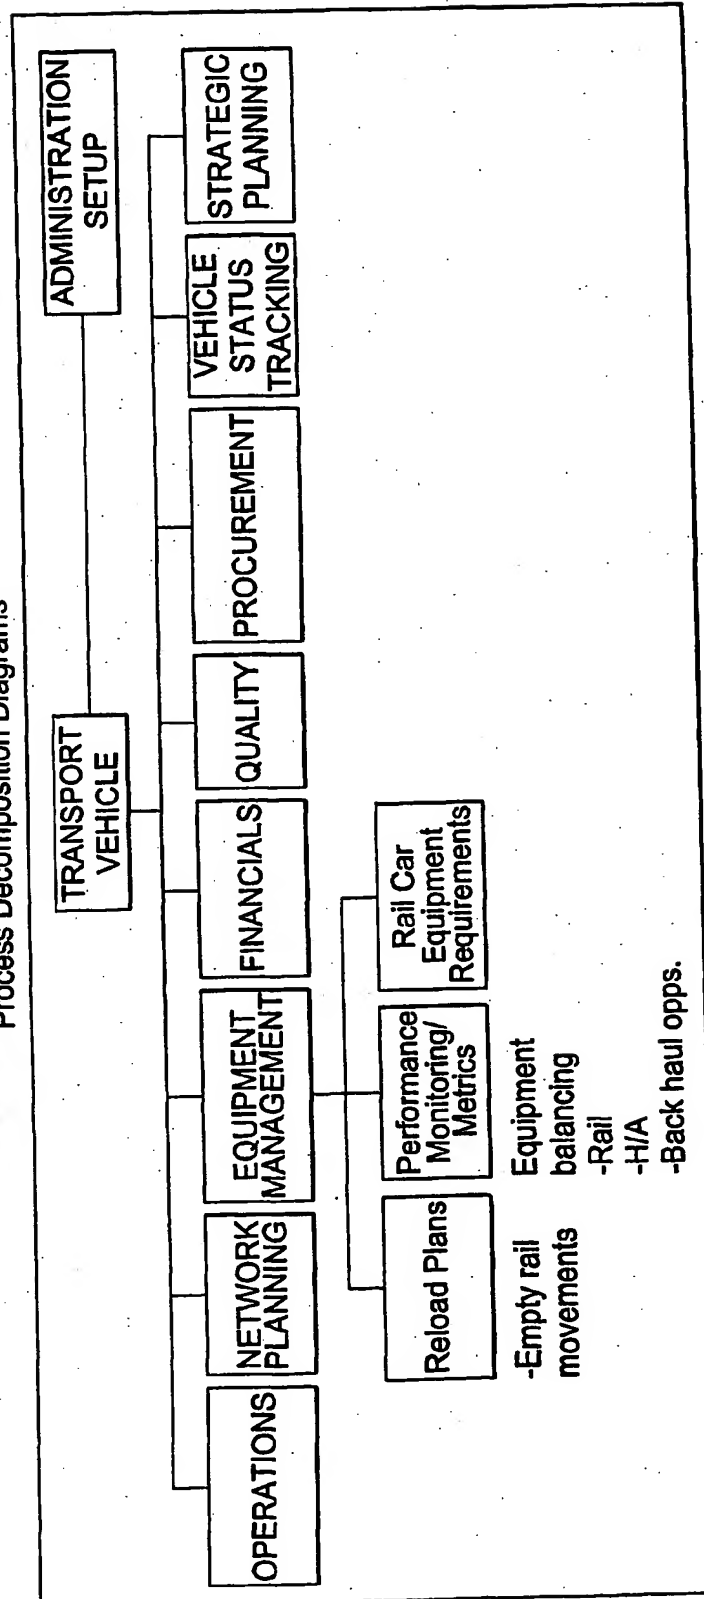 Process Decomposition Diagrams
TRANSPORT
VEHICLE
ADMINISTRATION
SETUP
OPERATIONS
NETWORK
PLANNING
EQUIPMENT
MANAGEMENT
FINANCIALS
QUALITY
PROCUREMENT
VEHICLE
STATUS
TRACKING
STRATEGIC
PLANNING
Reload Plans
Performance
Monitoring/
Metrics
Rail Car
Equipment
Requirements
-Empty rail
movements
Equipment
balancing
-Rail
-H/A
-Back haul opps.